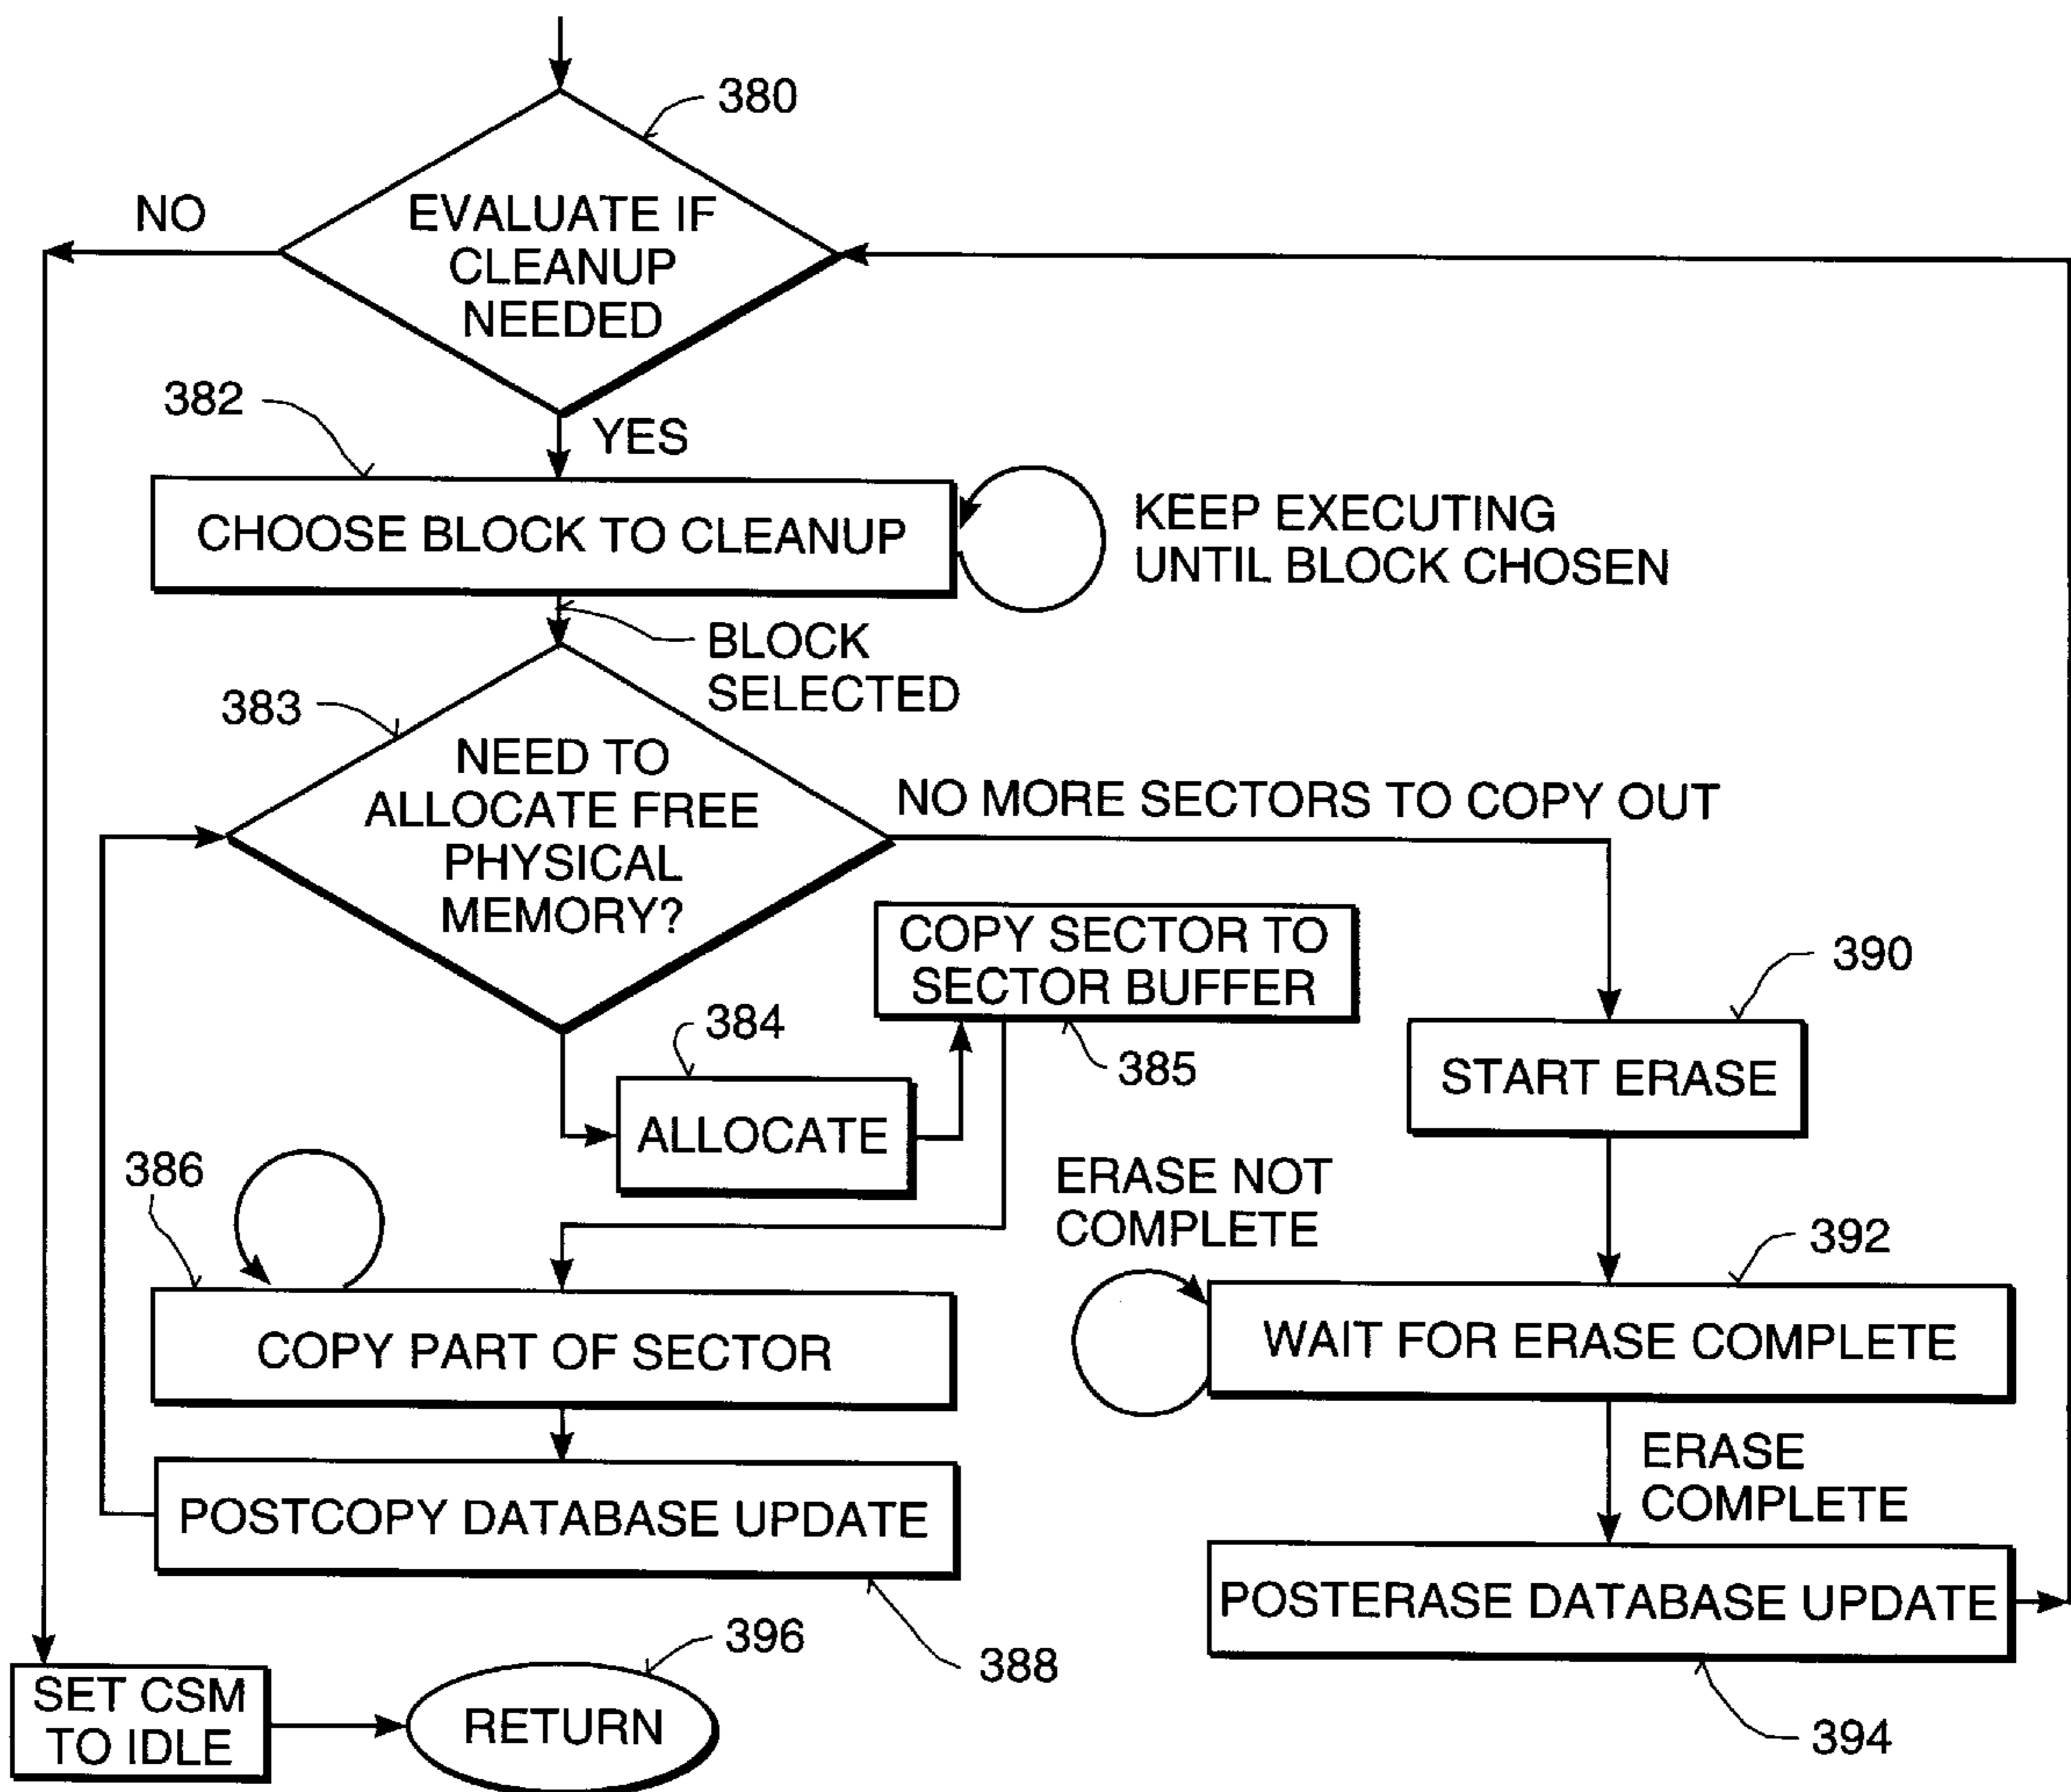 380
NO
EVALUATE IF
CLEANUP
NEEDED
382
YES
CHOOSE BLOCK TO CLEANUP
KEEP EXECUTING
UNTIL BLOCK CHOSEN
BLOCK
SELECTED
383
NEED TO
ALLOCATE FREE
PHYSICAL
MEMORY?
NO MORE SECTORS TO COPY OUT
COPY SECTOR TO
SECTOR BUFFER
385
384
ALLOCATE
390
START ERASE
386
COPY PART OF SECTOR
ERASE NOT
COMPLETE
392
WAIT FOR ERASE COMPLETE
ERASE
COMPLETE
POSTCOPY DATABASE UPDATE
388
POSTERASE DATABASE UPDATE
394
SET CSM
TO IDLE
396
RETURN